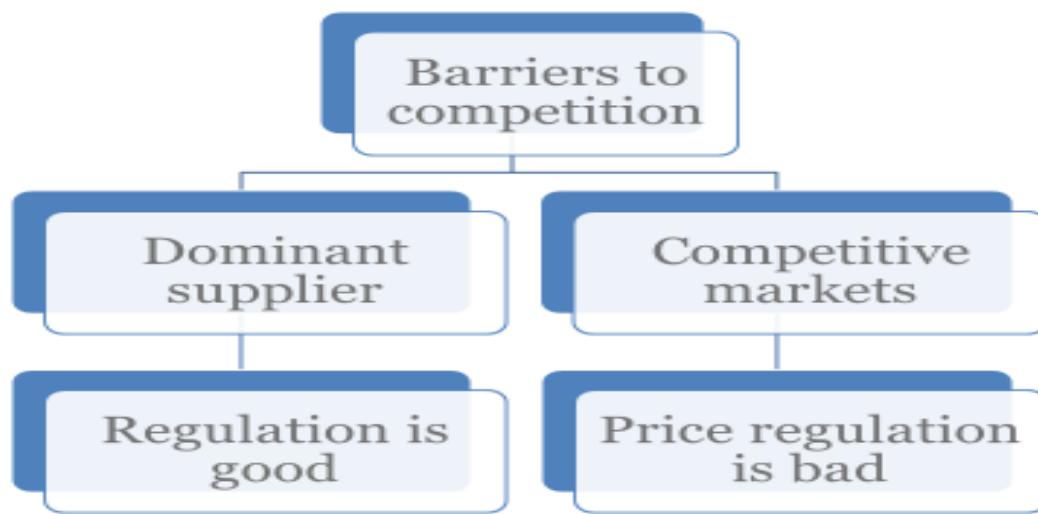 Barriers to
competition
Dominant
supplier
Competitive
markets
Regulation is
good
Price regulation
is bad